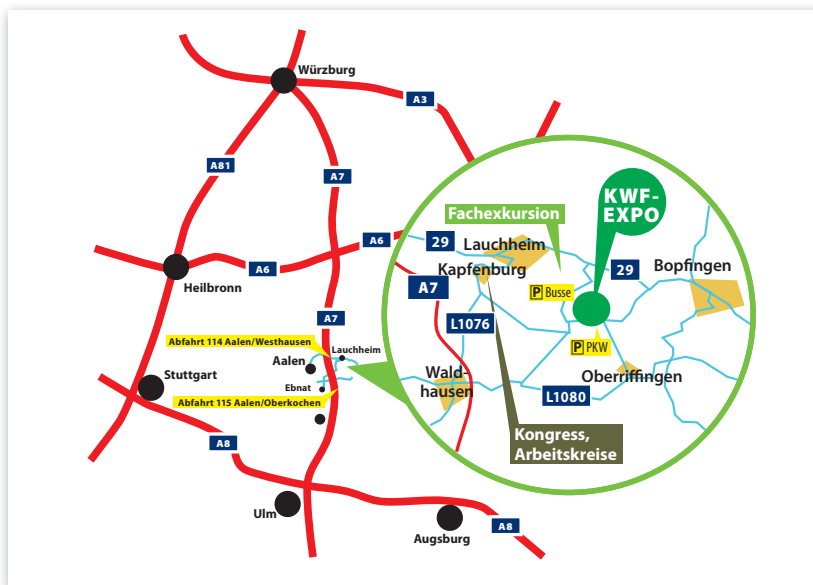 Würzburg
A3
A81
A7
KWF-
EXPO
Fachexkursion
A6
29
Lauchheim
A6
Kapfenburg
29
Bopfingen
Heilbronn
A7
P Busse
A7
L1076
Abfahrt 114 Aalen/Westhausen
Lauchheim
P PKW
Aalen
Stuttgart
Wald-
hausen
Oberriffingen
Ebnat
Abfahrt 115 Aalen/Oberkochen
L1080
A8
Kongress,
Arbeitskreise
Ulm
Augsburg
A8